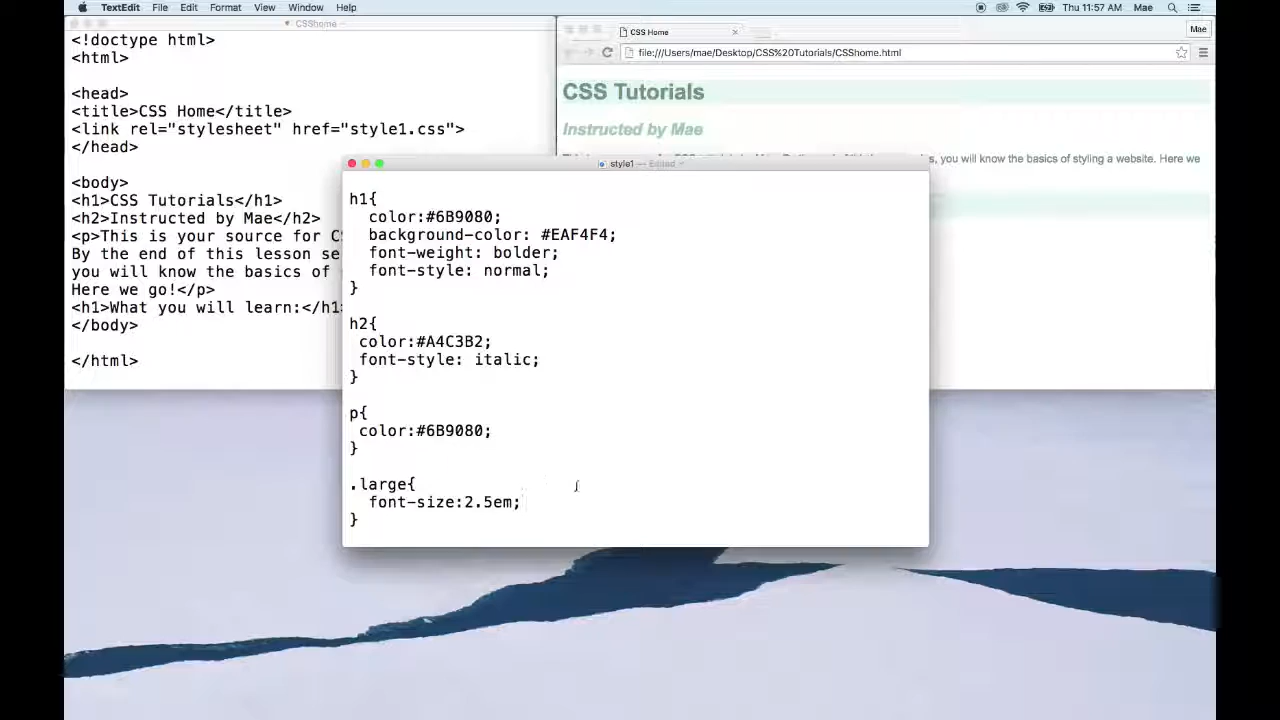 TextEdit File Edit Format View Window Help
Thu 11:57 AM Mae
CSShome
<!doctype html>
<html>
<head>
<title>CSS Home</title>
<link rel="stylesheet" href="style1.css">
</head>
<body>
<h1>CSS Tutorials</h1>
<h2>Instructed by Mae</h2>
<p>This is your source for C
By the end of this lesson se
you will know the basics of
Here we go!</p>
<h1>What you will learn:</h1
</body>
</html>
CSS Home
Mae
file:///Users/mae/Desktop/CSS%20Tutorials/CSShome.html
CSS Tutorials
Instructed by Mae
you will know the basics of styling a website. Here we
style1 — Edited
h1{
color:#6B9080;
background-color: #EAF4F4;
font-weight: bolder;
font-style: normal;
}
h2{
color:#A4C3B2;
font-style: italic;
}
p{
color:#6B9080;
}
.large{
font-size:2.5em;
}